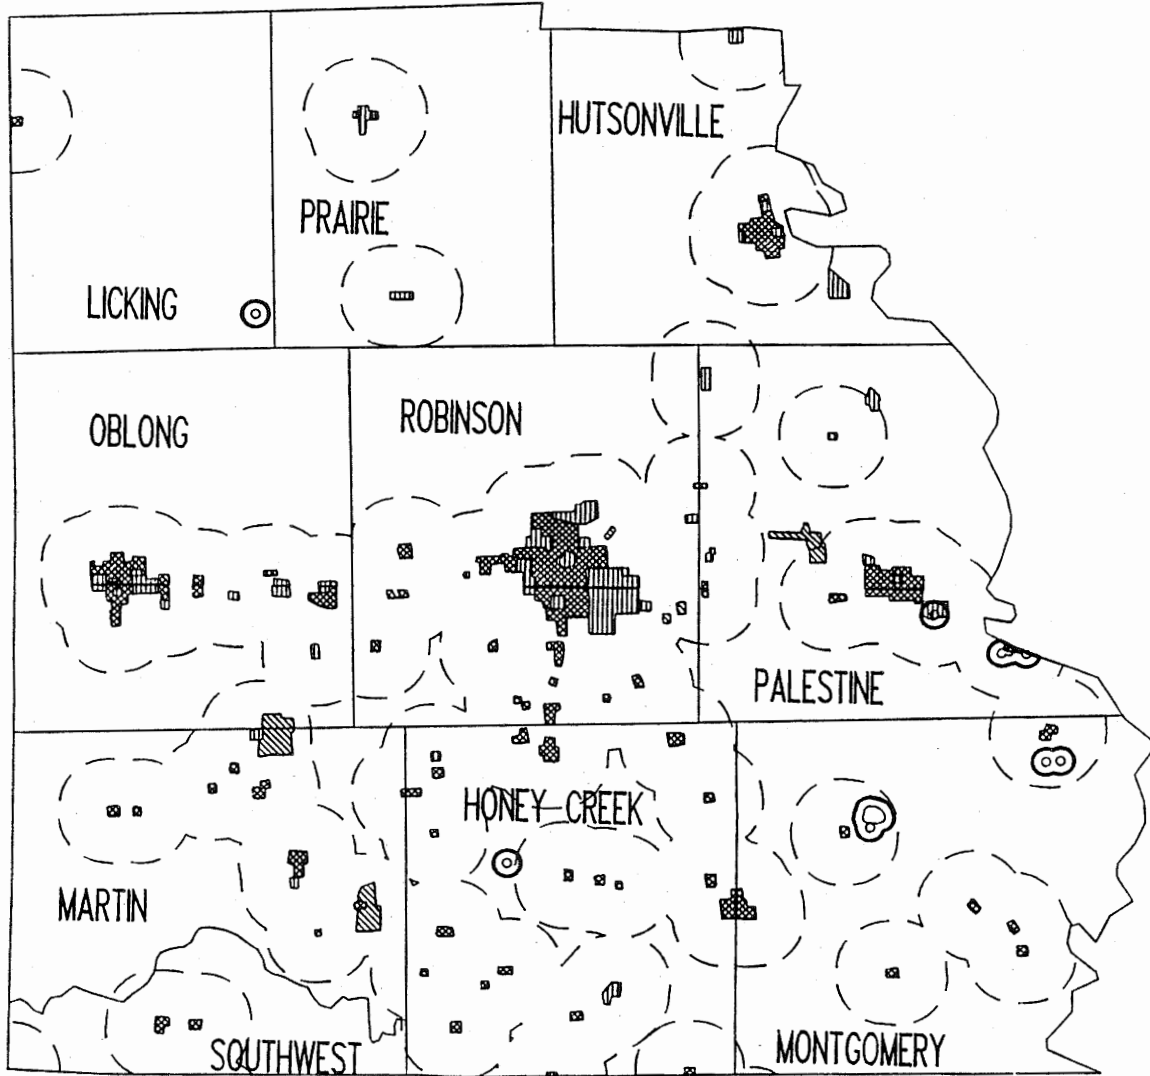 HUTSONVILLE
PRAIRIE
LICKING
OBLONG
ROBINSON
PALESTINE
HONEY CREEK
MARTIN
SOUTHWEST
MONTGOMERY